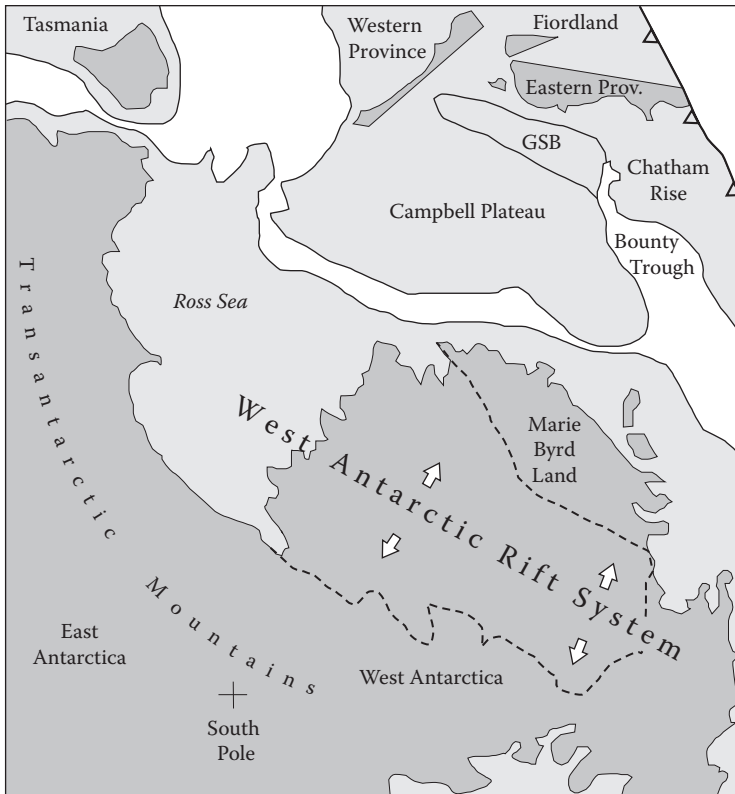 Tasmania
Western
Province
Fiordland
Eastern Prov.
GSB
Chatham
Rise
Campbell Plateau
Bounty
Trough
Ross Sea
Transantarctic Mountains
West Antarctic Rift System
Marie
Byrd
Land
East
Antarctica
West Antarctica
South
Pole